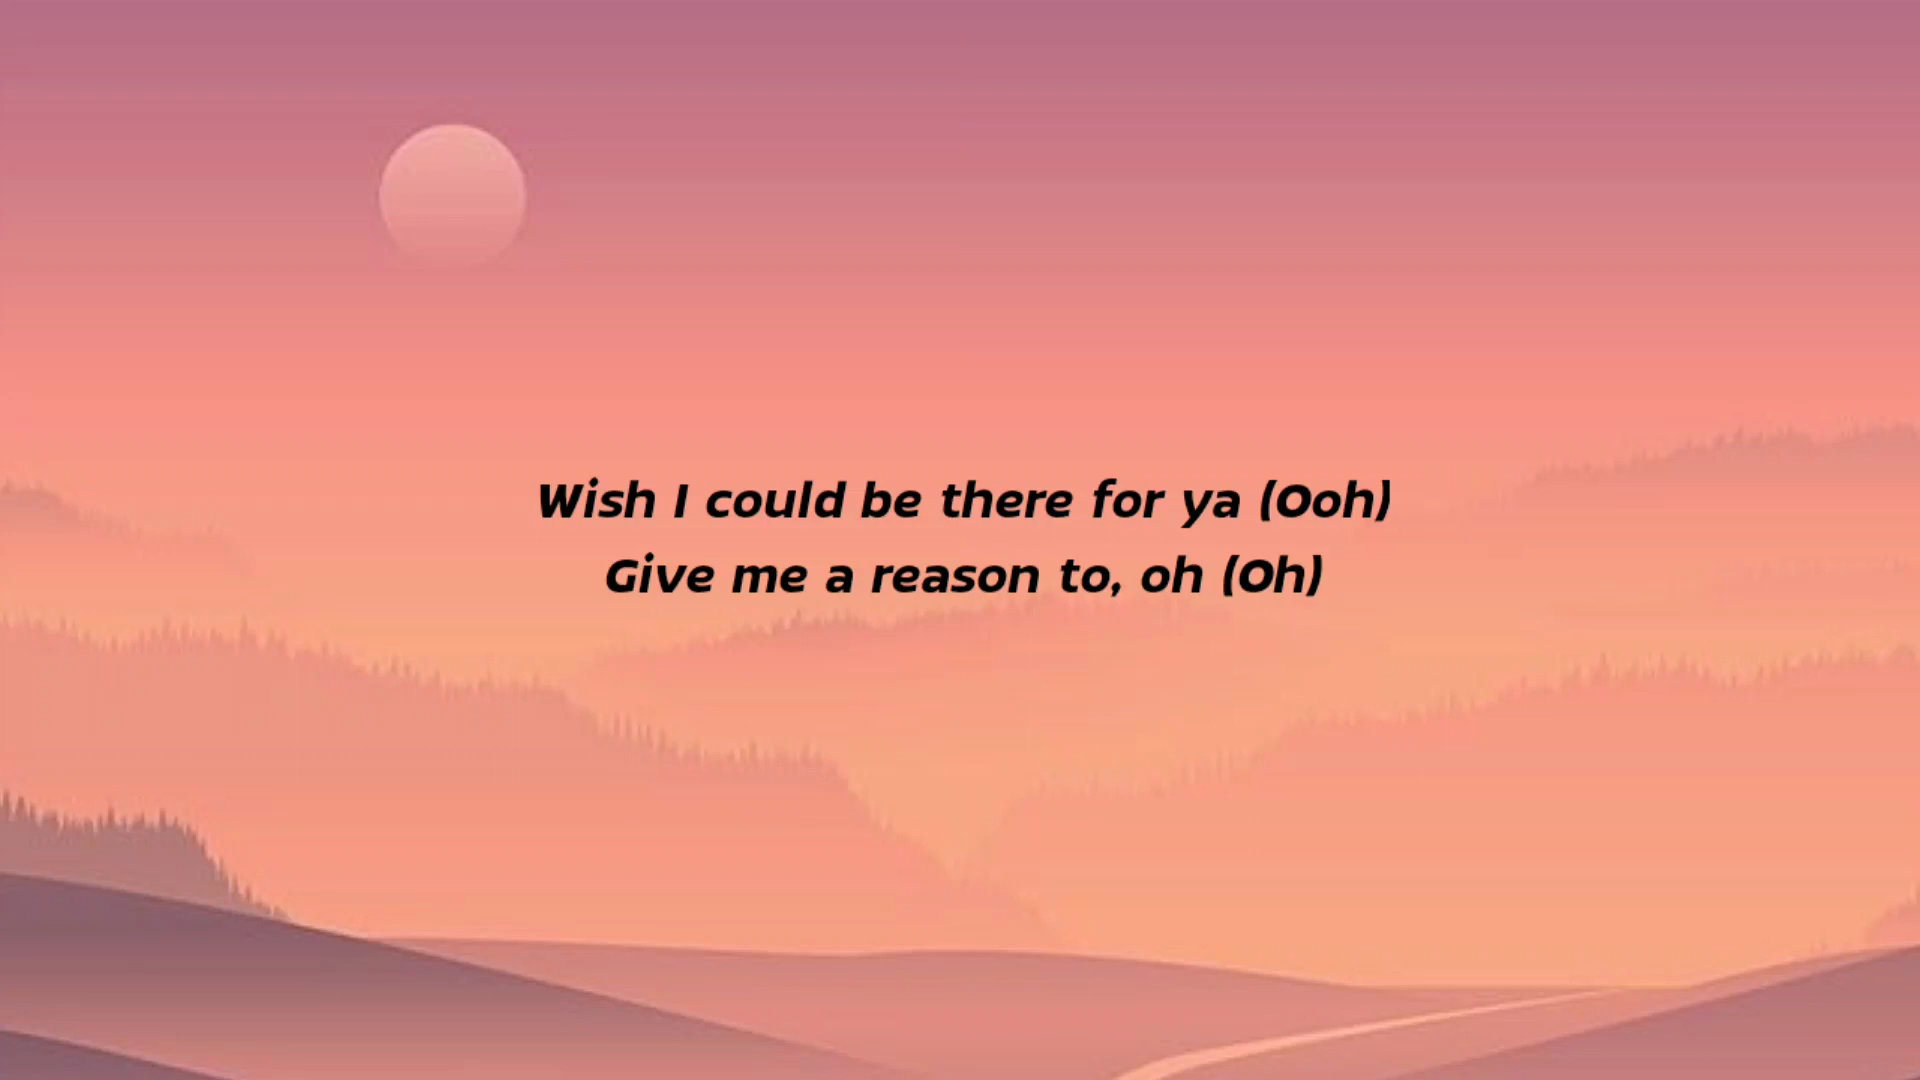 Wish I could be there for ya (Ooh)
Give me a reason to, oh (Oh)